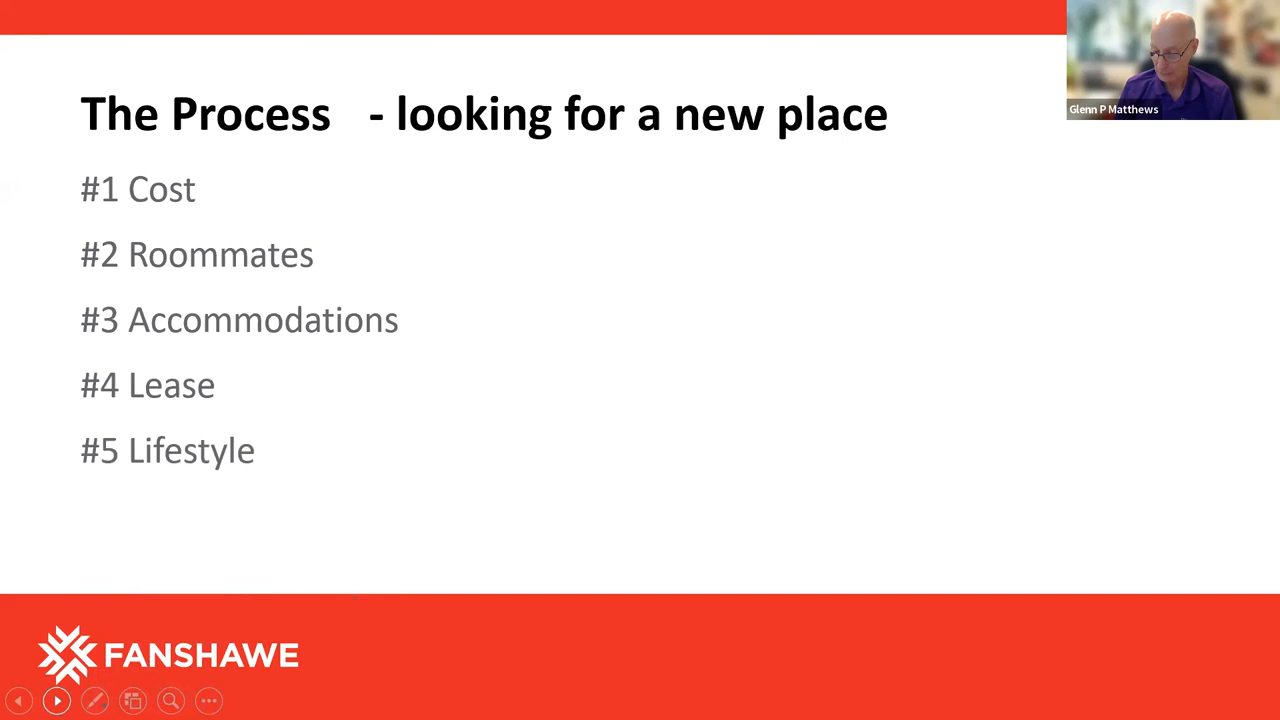 The Process - looking for a new place
#1 Cost
#2 Roommates
#3 Accommodations
#4 Lease
#5 Lifestyle
Glenn P Matthews
FANSHAWE